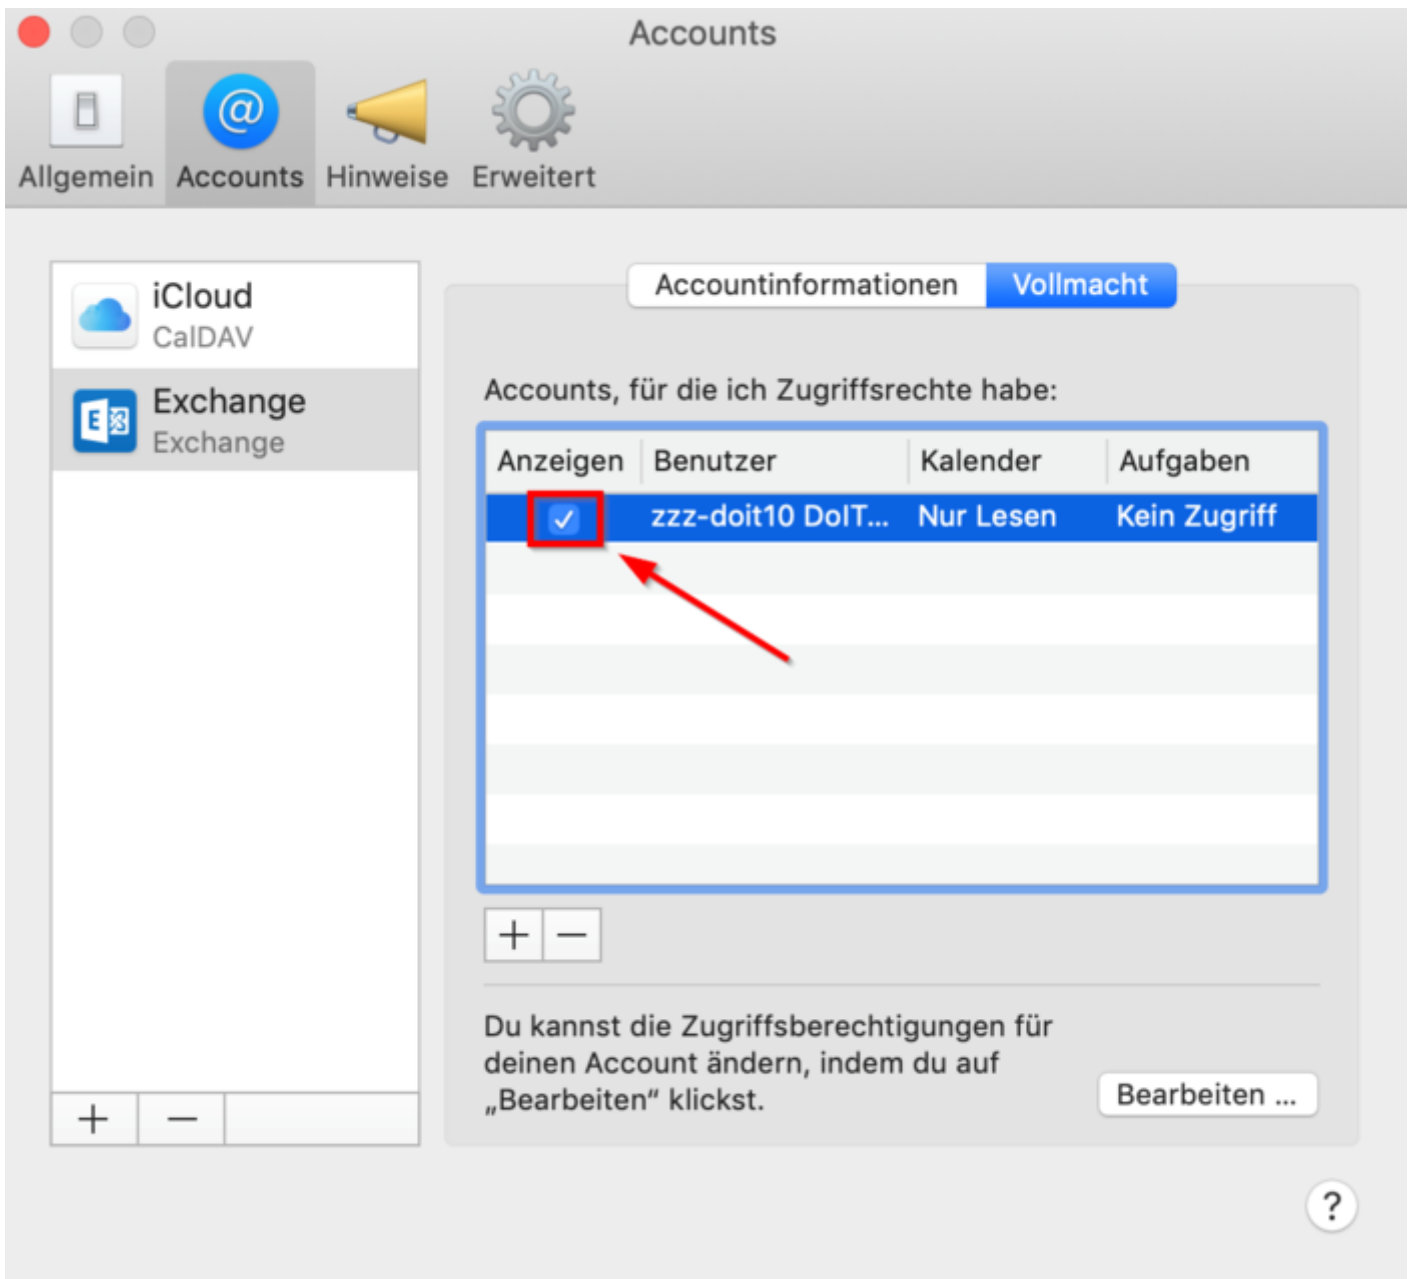 Accounts
Allgemein Accounts Hinweise Erweitert
iCloud
CalDAV
Exchange
Exchange
Accountinformationen Vollmacht
Accounts, für die ich Zugriffsrechte habe:
Anzeigen Benutzer Kalender Aufgaben
zzz-doit10 DoIT... Nur Lesen Kein Zugriff
Du kannst die Zugriffsberechtigungen für
deinen Account ändern, indem du auf
„Bearbeiten“ klickst.
Bearbeiten ...
?